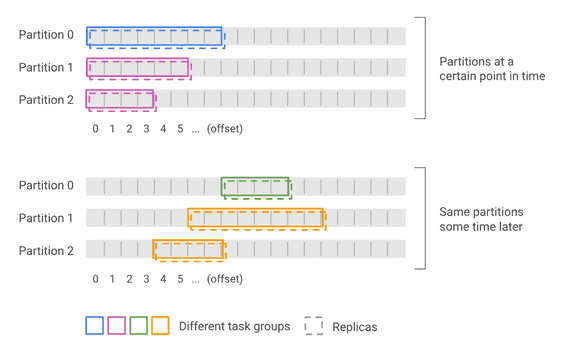 Partition 0
Partition 1
Partition 2
0 1 2 3 4 5 ... (offset)
Partitions at a
certain point in time
Partition 0
Partition 1
Partition 2
0 1 2 3 4 5 ... (offset)
Same partitions
some time later
Different task groups
Replicas